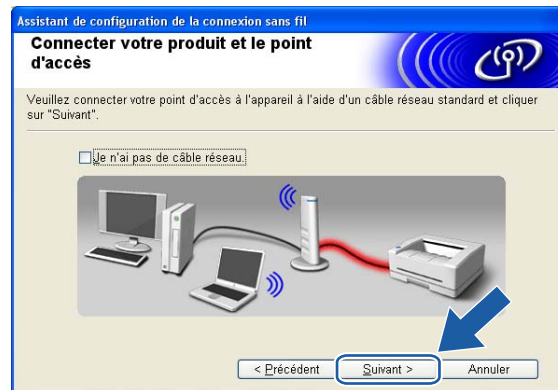 Assistant de configuration de la connexion sans fil
Connecter votre produit et le point
d'accès
Veuillez connecter votre point d'accès à l'appareil à l'aide d'un câble réseau standard et cliquer
sur "Suivant".
Je n'ai pas de câble réseau.
< Précédent
Suivant >
Annuler